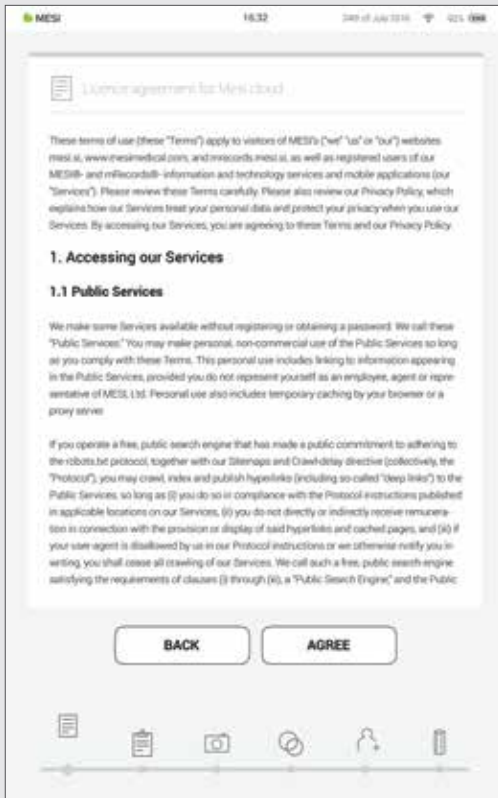 MESI
16.32
24th of July 2016
92%
Licence agreement for Mesi cloud
These terms of use (these "Terms") apply to visitors of MESI's ("we" "us" or "our") websites
mesi.si, www.mesimedical.com, and mrecords.mesi.si, as well as registered users of our
MESI®- and mRecords®- information and technology services and mobile applications (our
"Services"). Please review these Terms carefully. Please also review our Privacy Policy, which
explains how our Services treat your personal data and protect your privacy when you use our
Services. By accessing our Services, you are agreeing to these Terms and our Privacy Policy.
1. Accessing our Services
1.1 Public Services
We make some Services available without registering or obtaining a password. We call these
"Public Services." You may make personal, non-commercial use of the Public Services so long
as you comply with these Terms. This personal use includes linking to information appearing
in the Public Services, provided you do not represent yourself as an employee, agent or repre-
sentative of MESI, Ltd. Personal use also includes temporary caching by your browser or a
proxy server
If you operate a free, public search engine that has made a public commitment to adhering to
the robots.txt protocol, together with our Sitemaps and Crawl-delay directive (collectively, the
"Protocol"), you may crawl, index and publish hyperlinks (including so-called "deep links") to the
Public Services, so long as (i) you do so in compliance with the Protocol instructions published
in applicable locations on our Services, (ii) you do not directly or indirectly receive remunera-
tion in connection with the provision or display of said hyperlinks and cached pages, and (iii) if
your user agent is disallowed by us in our Protocol instructions or we otherwise notify you in
writing, you shall cease all crawling of our Services. We call such a free, public search engine
satisfying the requirements of clauses (i) through (iii), a "Public Search Engine," and the Public
BACK
AGREE